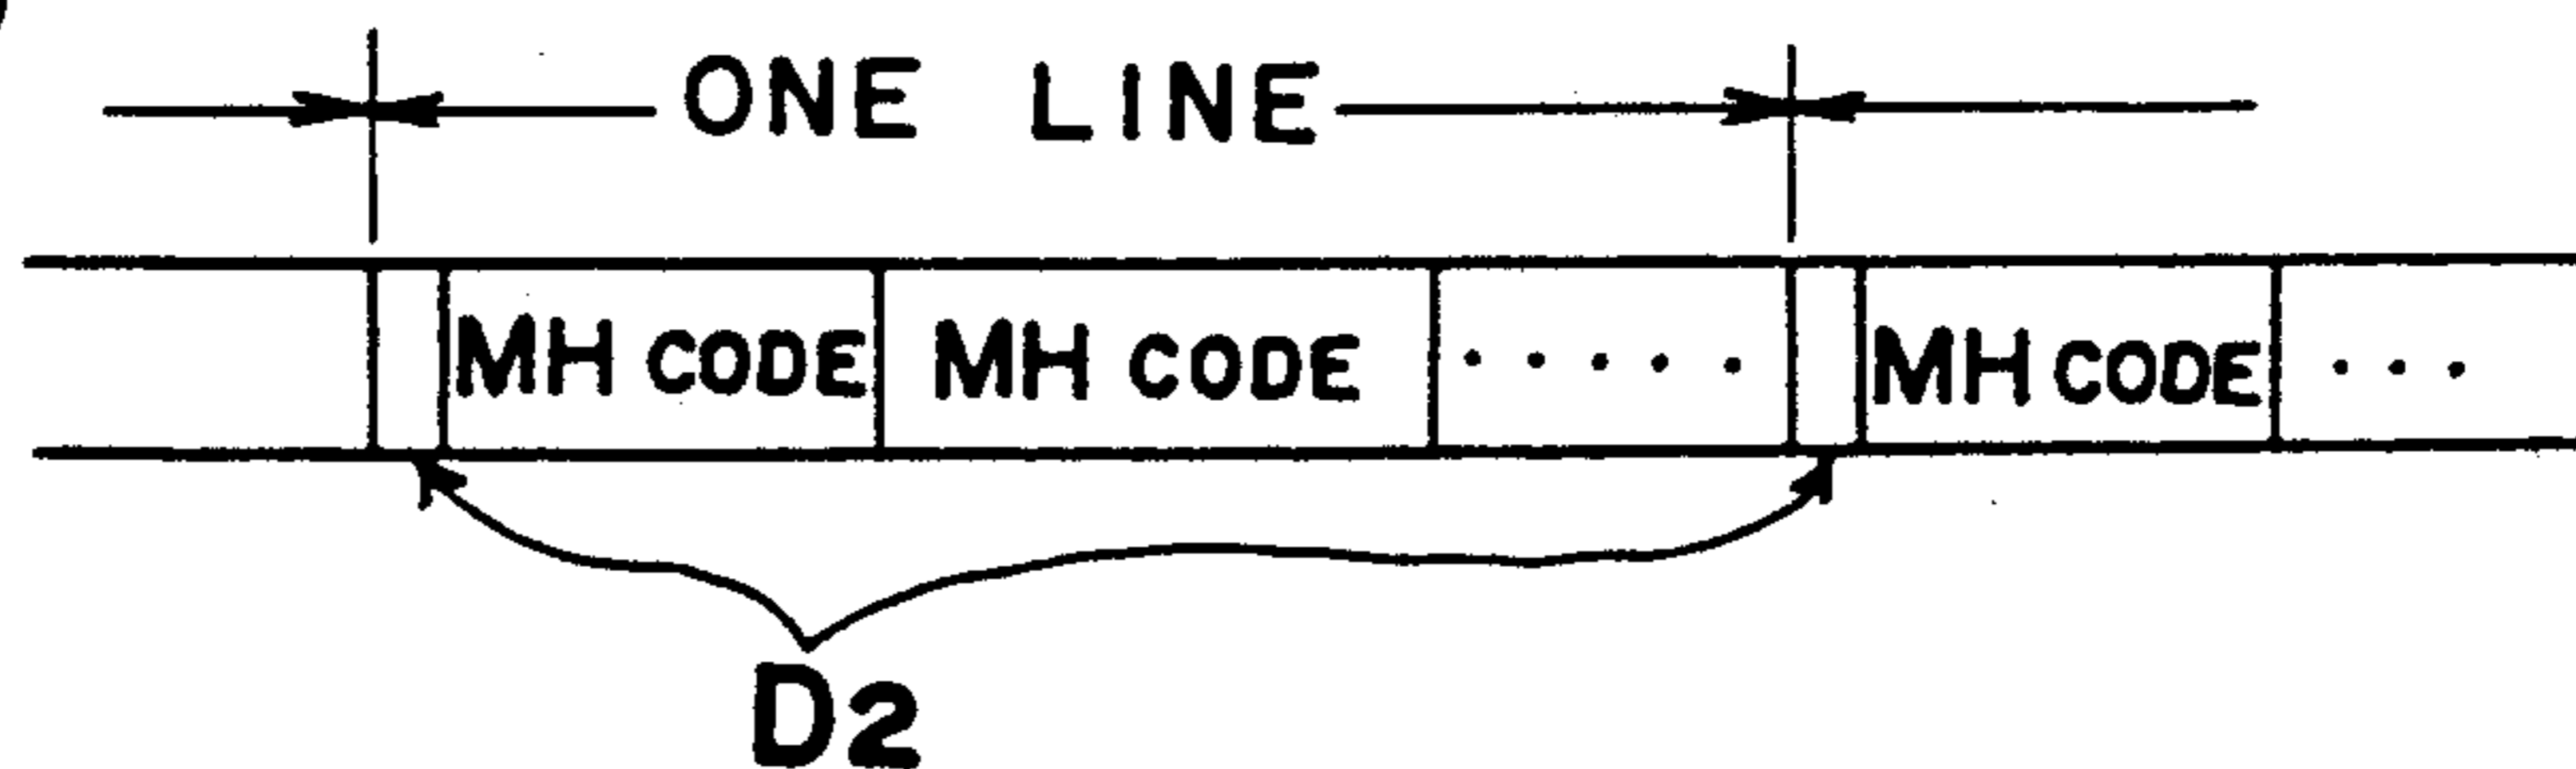 ONE LINE
MH CODE MH CODE ..... MH CODE ...
D2